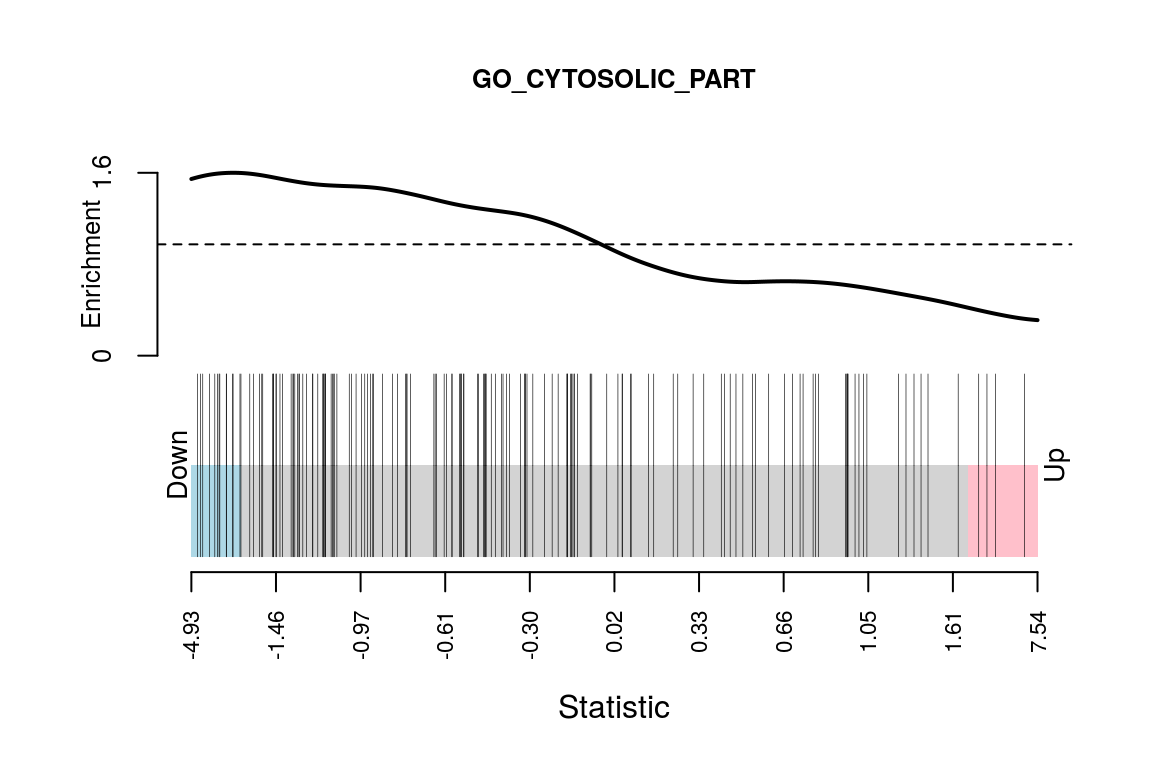 GO_CYTOSOLIC_PART
Enrichment
0
1.6
Down
Up
-4.93
-1.46
-0.97
-0.61
-0.30
0.02
0.33
0.66
1.05
1.61
7.54
Statistic